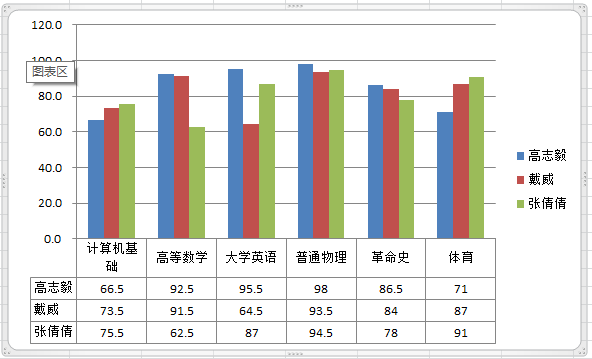 120.0
100.0
图表区
80.0
60.0
40.0
20.0
0.0
高志毅
戴威
张倩倩
计算机基础 高等数学 大学英语 普通物理 革命史 体育
高志毅 66.5 92.5 95.5 98 86.5 71
戴威 73.5 91.5 64.5 93.5 84 87
张倩倩 75.5 62.5 87 94.5 78 91